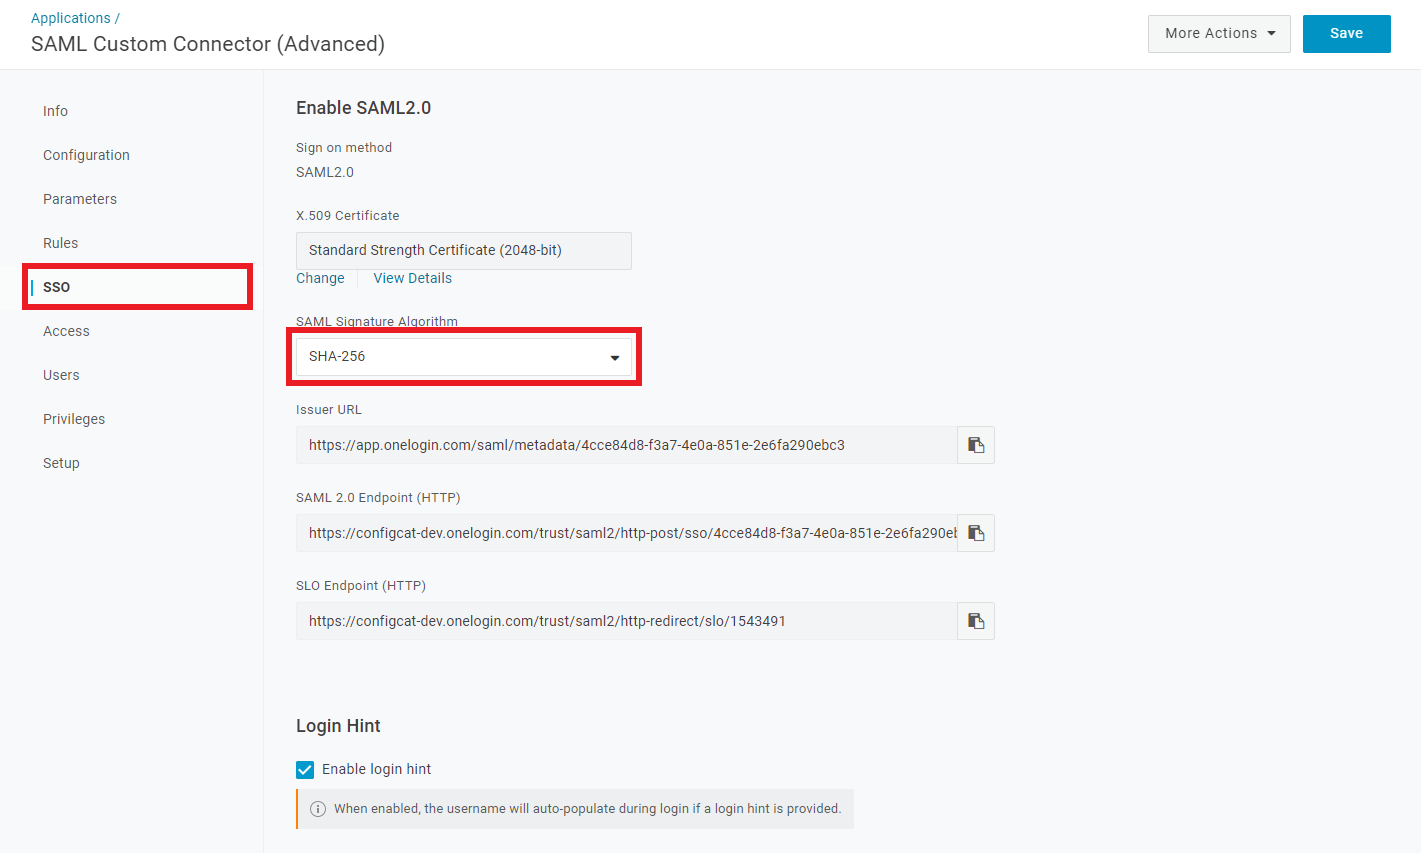 Applications /
SAML Custom Connector (Advanced)
More Actions
Save
Info
Configuration
Parameters
Rules
SSO
Access
Users
Privileges
Setup
Enable SAML2.0
Sign on method
SAML2.0
X.509 Certificate
Standard Strength Certificate (2048-bit)
Change
View Details
SAML Signature Algorithm
SHA-256
Issuer URL
https://app.onelogin.com/saml/metadata/4cce84d8-f3a7-4e0a-851e-2e6fa290ebc3
SAML 2.0 Endpoint (HTTP)
https://configcat-dev.onelogin.com/trust/saml2/http-post/sso/4cce84d8-f3a7-4e0a-851e-2e6fa290eb
SLO Endpoint (HTTP)
https://configcat-dev.onelogin.com/trust/saml2/http-redirect/slo/1543491
Login Hint
Enable login hint
When enabled, the username will auto-populate during login if a login hint is provided.